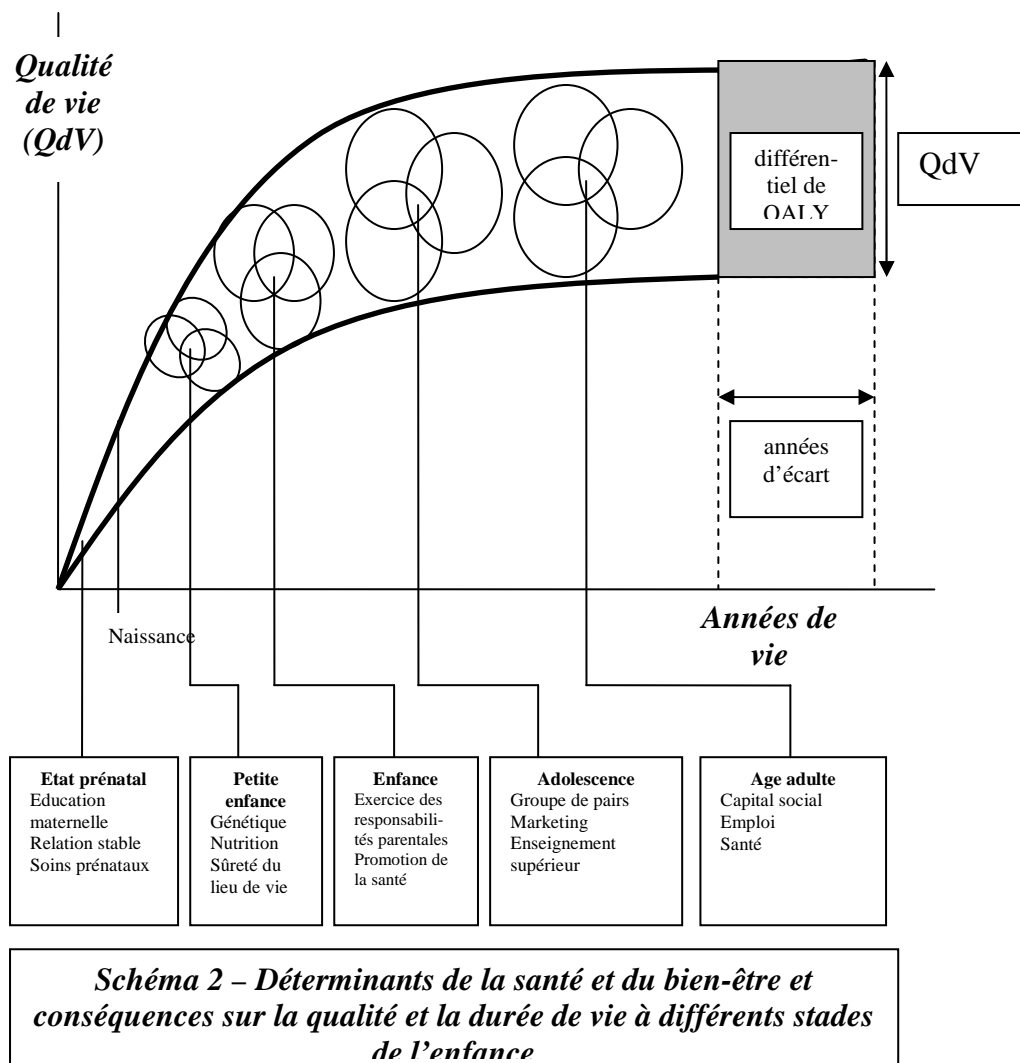 Qualité
de vie
(QdV)
différen-
tiel de
QALY
QdV
années
d'écart
Années de
vie
Naissance
Etat prénatal
Education
maternelle
Relation stable
Soins prénataux
Petite
enfance
Génétique
Nutrition
Sûreté du
lieu de vie
Enfance
Exercice des
responsabili-
tés parentales
Promotion de
la santé
Adolescence
Groupe de pairs
Marketing
Enseignement
supérieur
Age adulte
Capital social
Emploi
Santé
Schéma 2 – Déterminants de la santé et du bien-être et
conséquences sur la qualité et la durée de vie à différents stades
de l'enfance